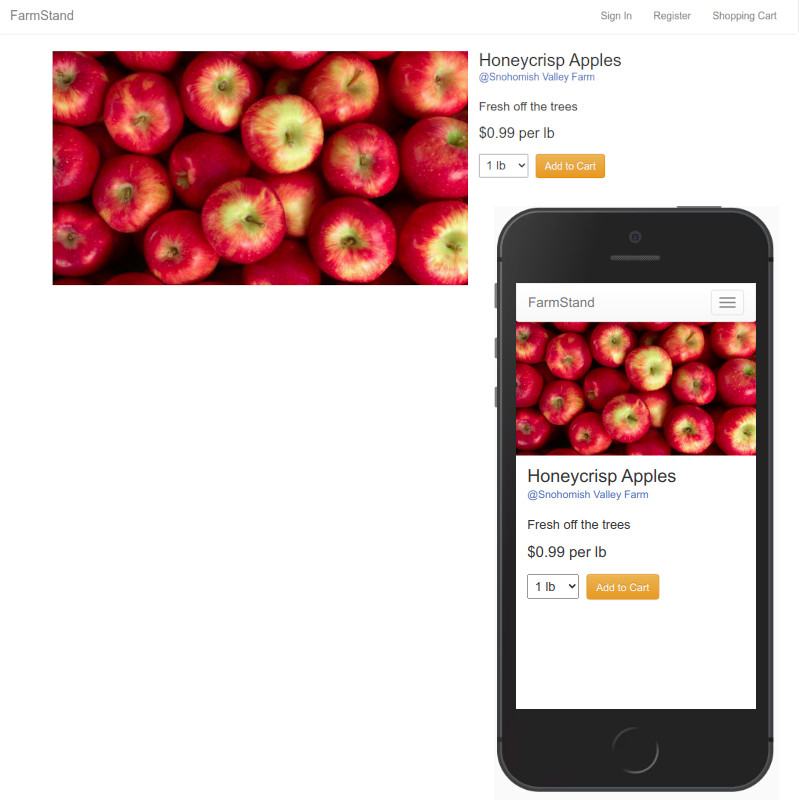 FarmStand
Sign In Register Shopping Cart
Honeycrisp Apples
@Snohomish Valley Farm
Fresh off the trees
$0.99 per lb
1 lb Add to Cart
FarmStand
Honeycrisp Apples
@Snohomish Valley Farm
Fresh off the trees
$0.99 per lb
1 lb Add to Cart